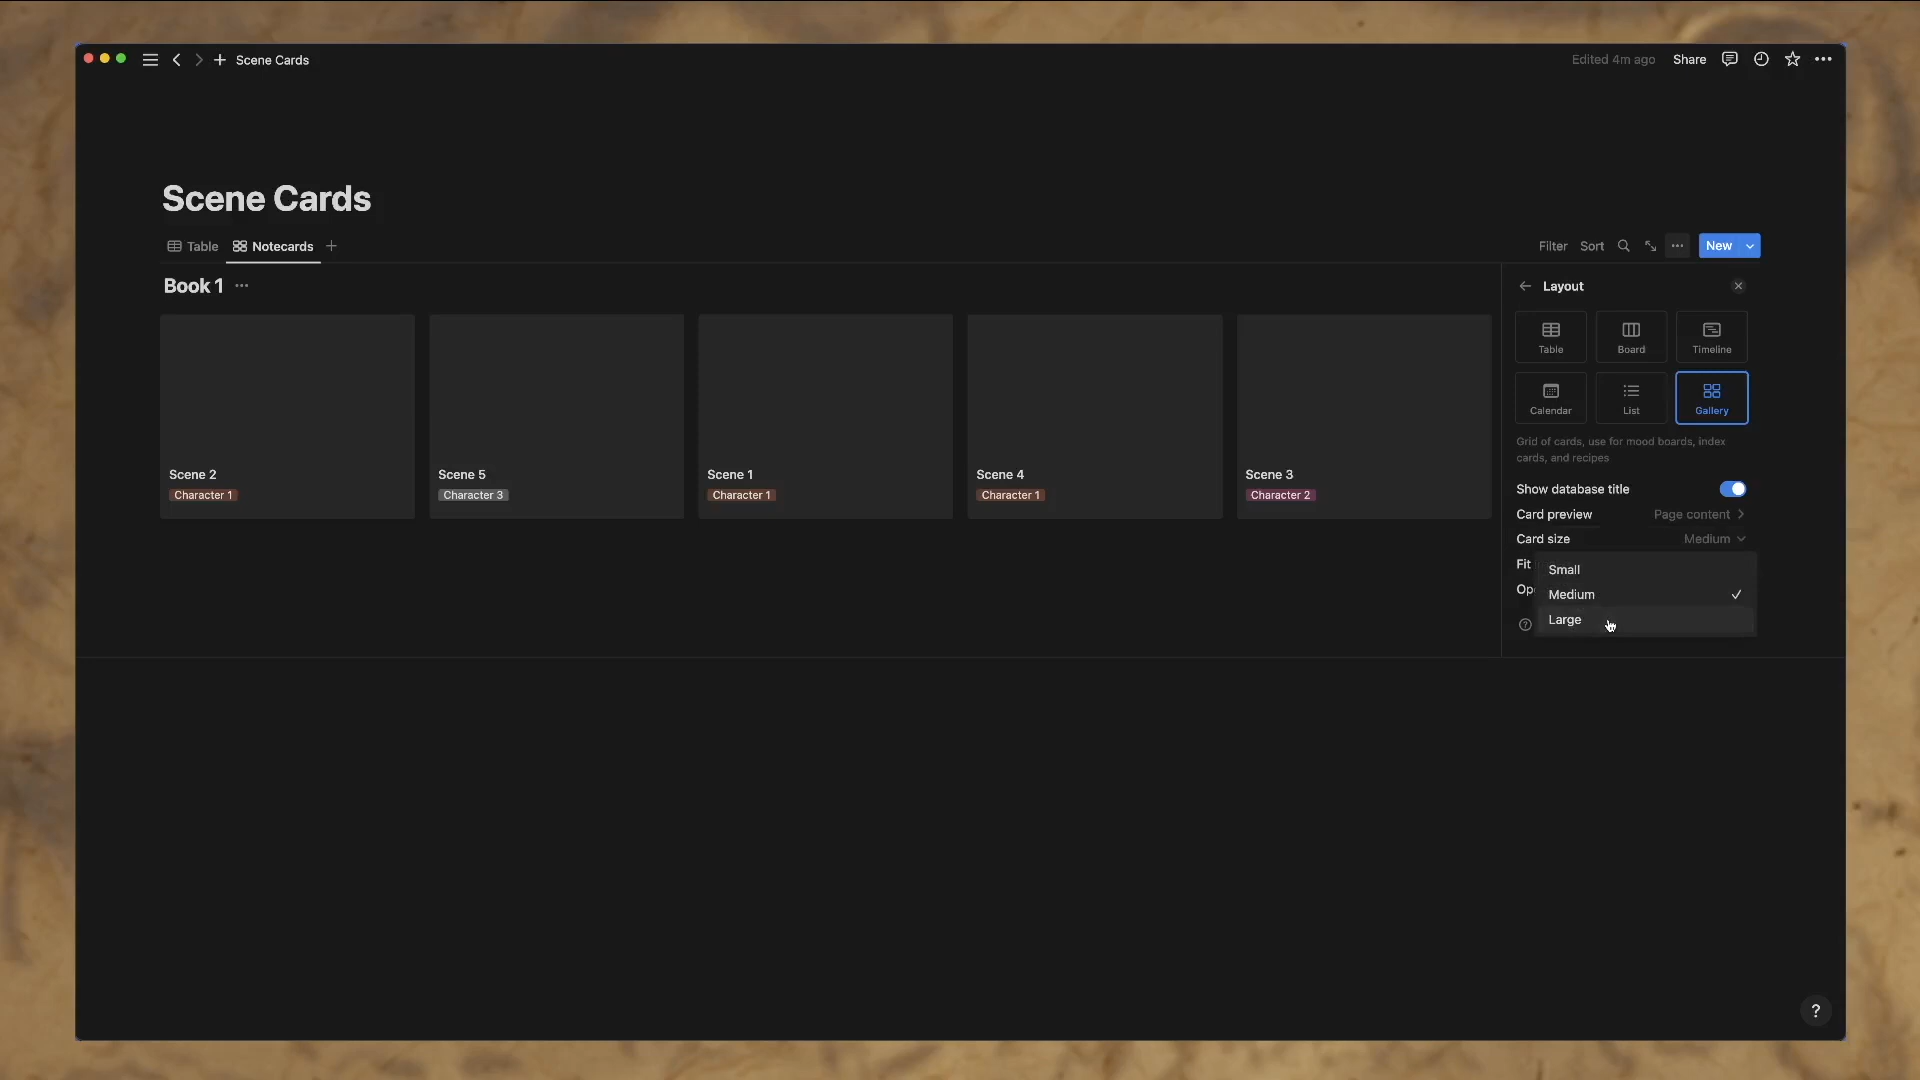 Scene Cards
Edited 4m ago
Share
Scene Cards
Table
Notecards
Filter
Sort
New
Book 1
Layout
Table
Board
Timeline
Calendar
List
Gallery
Grid of cards, use for mood boards, index
cards, and recipes
Scene 2
Character 1
Scene 5
Character 3
Scene 1
Character 1
Scene 4
Character 1
Scene 3
Character 2
Show database title
Card preview
Page content
Card size
Medium
Fit
Small
Medium
Op
Large
?